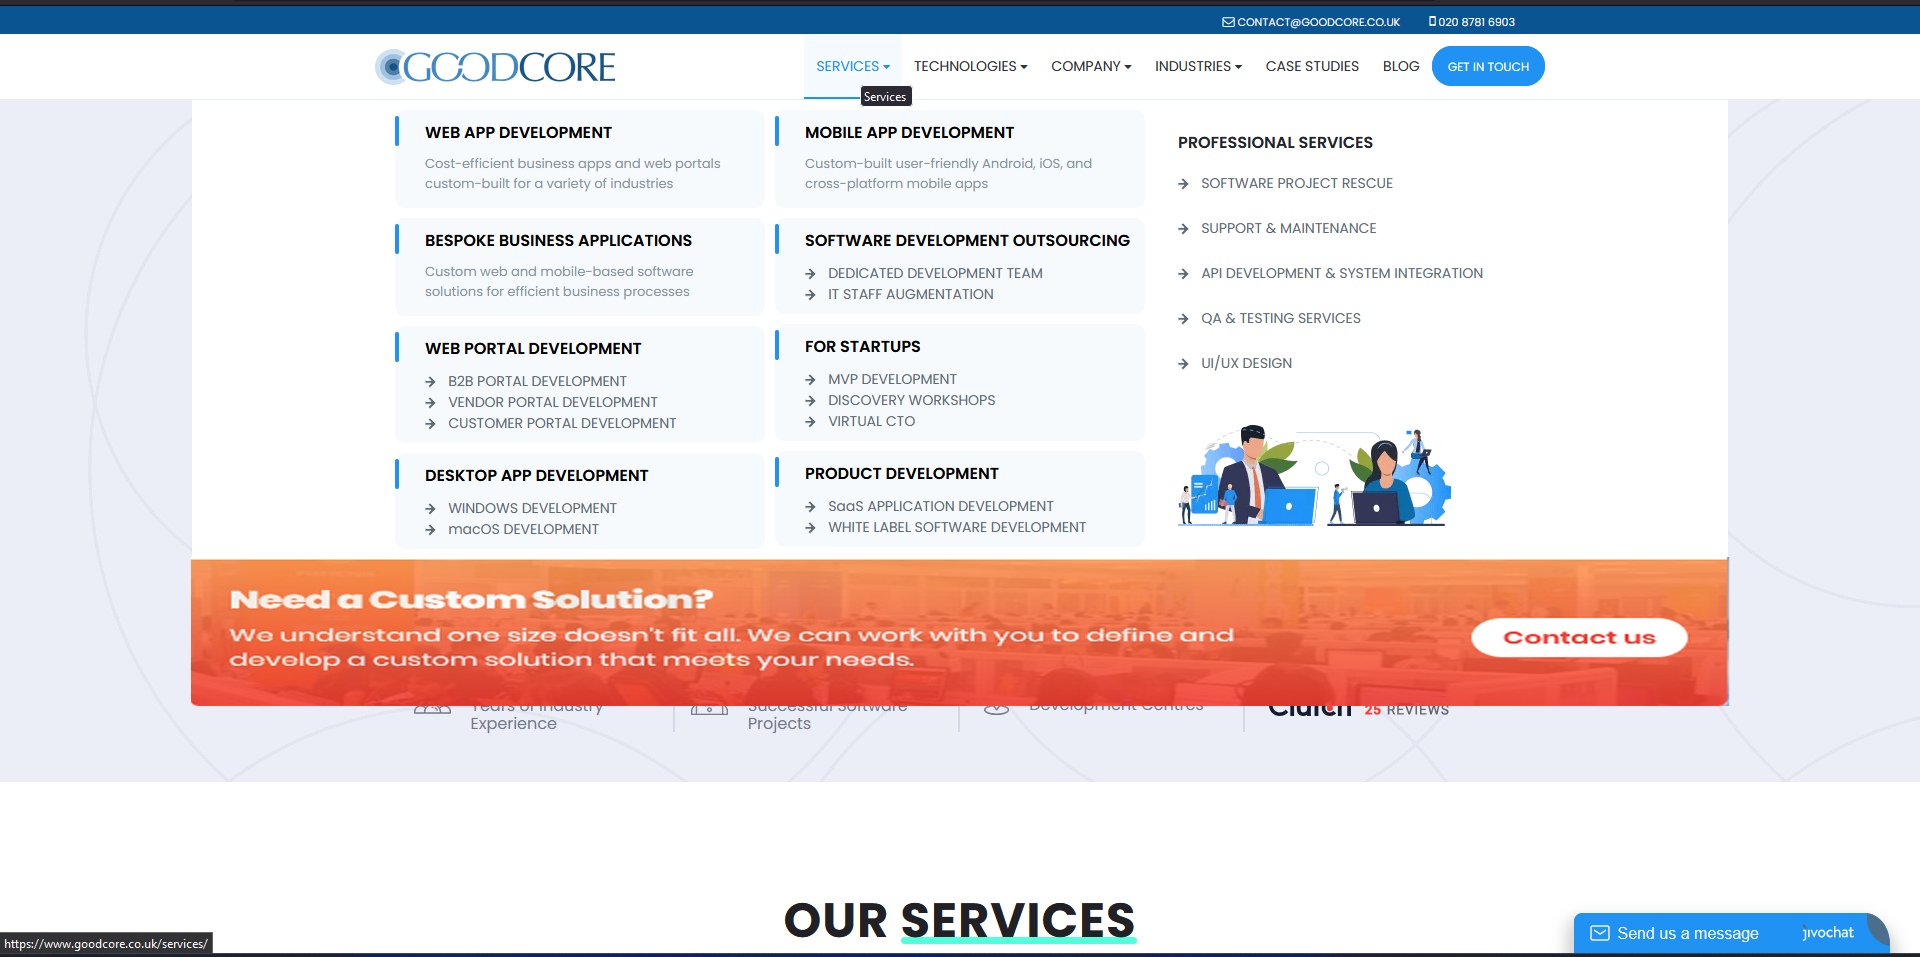 CONTACT@GOODCORE.CO.UK
020 8781 6903
GOODCORE
SERVICES
TECHNOLOGIES
COMPANY
INDUSTRIES
CASE STUDIES
BLOG
GET IN TOUCH
Services
WEB APP DEVELOPMENT
Cost-efficient business apps and web portals
custom-built for a variety of industries
BESPOKE BUSINESS APPLICATIONS
Custom web and mobile-based software
solutions for efficient business processes
WEB PORTAL DEVELOPMENT
B2B PORTAL DEVELOPMENT
VENDOR PORTAL DEVELOPMENT
CUSTOMER PORTAL DEVELOPMENT
DESKTOP APP DEVELOPMENT
WINDOWS DEVELOPMENT
macOS DEVELOPMENT
MOBILE APP DEVELOPMENT
Custom-built user-friendly Android, iOS, and
cross-platform mobile apps
SOFTWARE DEVELOPMENT OUTSOURCING
DEDICATED DEVELOPMENT TEAM
IT STAFF AUGMENTATION
FOR STARTUPS
MVP DEVELOPMENT
DISCOVERY WORKSHOPS
VIRTUAL CTO
PRODUCT DEVELOPMENT
SaaS APPLICATION DEVELOPMENT
WHITE LABEL SOFTWARE DEVELOPMENT
PROFESSIONAL SERVICES
SOFTWARE PROJECT RESCUE
SUPPORT & MAINTENANCE
API DEVELOPMENT & SYSTEM INTEGRATION
QA & TESTING SERVICES
UI/UX DESIGN
Need a Custom Solution?
We understand one size doesn't fit all. We can work with you to define and
develop a custom solution that meets your needs.
Contact us
Years of Industry
Experience
Successful Software
Projects
Development Centres
Clutch 25 REVIEWS
OUR SERVICES
https://www.goodcore.co.uk/services/
Send us a message
jivochat